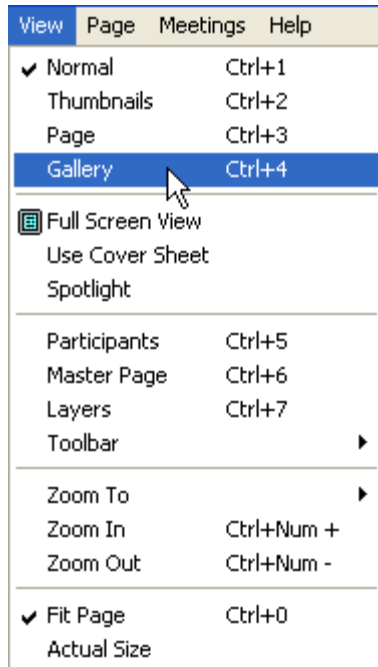 View Page Meetings Help
Normal Ctrl+1
Thumbnails Ctrl+2
Page Ctrl+3
Gallery Ctrl+4
Full Screen View
Use Cover Sheet
Spotlight
Participants Ctrl+5
Master Page Ctrl+6
Layers Ctrl+7
Toolbar
Zoom To
Zoom In Ctrl+Num +
Zoom Out Ctrl+Num -
Fit Page Ctrl+0
Actual Size